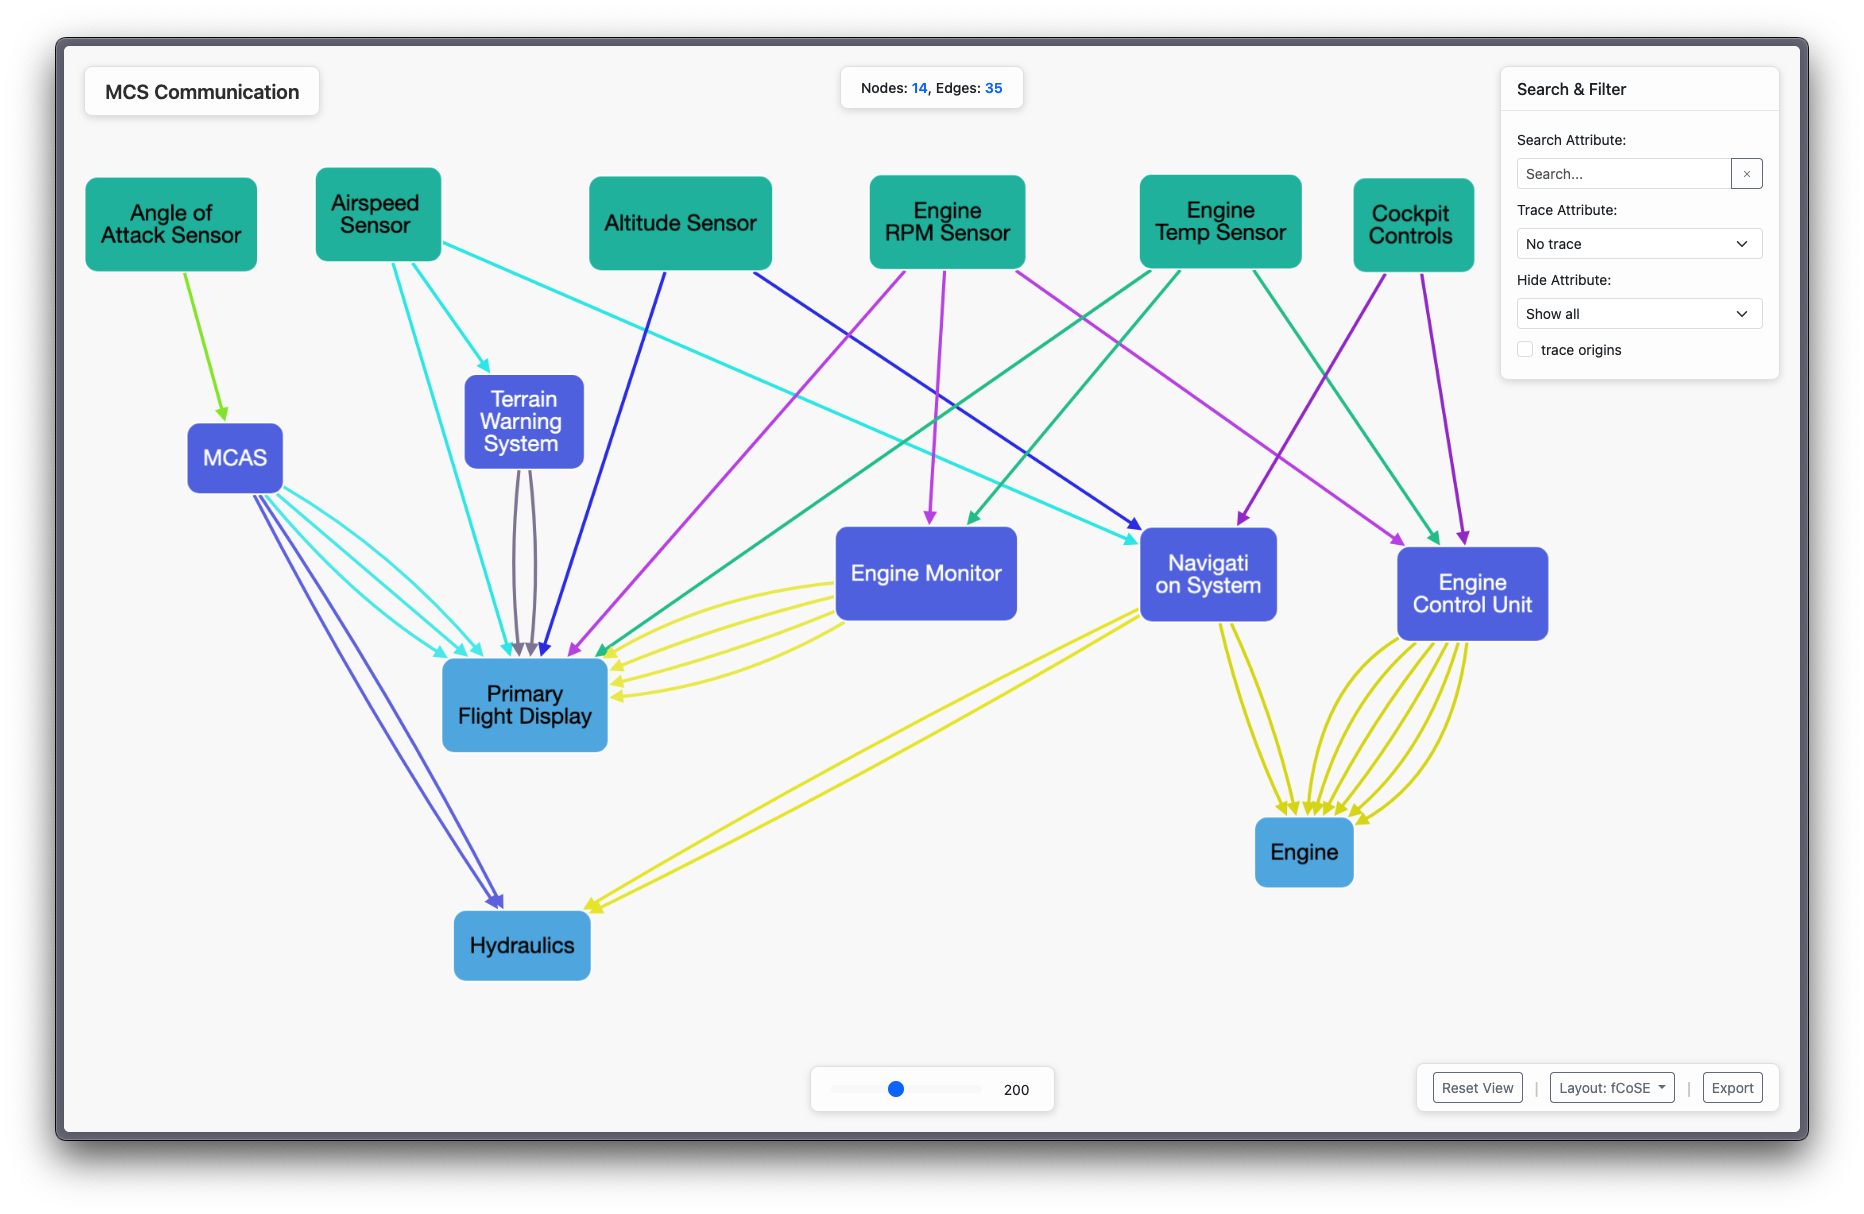 MCS Communication
Nodes: 14, Edges: 35
Search & Filter
Search Attribute:
Search...
×
Trace Attribute:
No trace
Hide Attribute:
Show all
trace origins
Angle of
Attack Sensor
Airspeed
Sensor
Altitude Sensor
Engine
RPM Sensor
Engine
Temp Sensor
Cockpit
Controls
Terrain
Warning
System
MCAS
Engine Monitor
Navigati
on System
Engine
Control Unit
Primary
Flight Display
Engine
Hydraulics
200
Reset View
|
Layout: fCoSE
|
Export